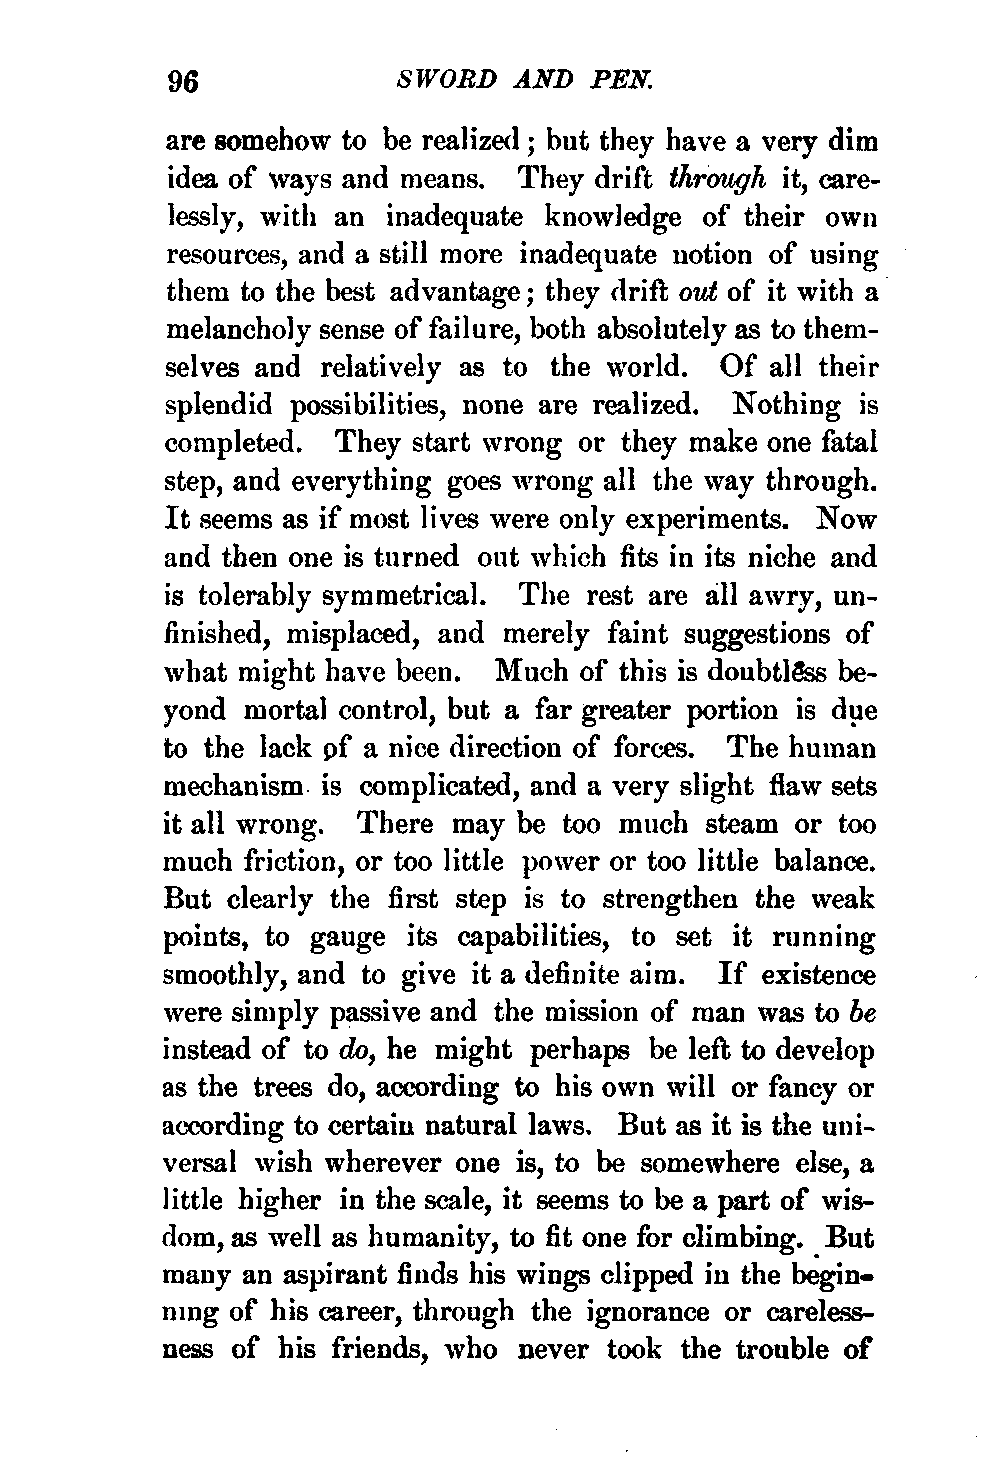 96 SWORD AND PEN.
are somehow to be realized; but they have a very dim
idea of ways and means. They drift through it, care-
lessly, with an inadequate knowledge of their own
resources, and a still more inadequate notion of using
them to the best advantage; they drift out of it with a
melancholy sense of failure, both absolutely as to them-
selves and relatively as to the world. Of all their
splendid possibilities, none are realized. Nothing is
completed. They start wrong or they make one fatal
step, and everything goes wrong all the way through.
It seems as if most lives were only experiments. Now
and then one is turned out which fits in its niche and
is tolerably symmetrical. The rest are all awry, un-
finished, misplaced, and merely faint suggestions of
what might have been. Much of this is doubtless be-
yond mortal control, but a far greater portion is due
to the lack of a nice direction of forces. The human
mechanism is complicated, and a very slight flaw sets
it all wrong. There may be too much steam or too
much friction, or too little power or too little balance.
But clearly the first step is to strengthen the weak
points, to gauge its capabilities, to set it running
smoothly, and to give it a definite aim. If existence
were simply passive and the mission of man was to be
instead of to do, he might perhaps be left to develop
as the trees do, according to his own will or fancy or
according to certain natural laws. But as it is the uni-
versal wish wherever one is, to be somewhere else, a
little higher in the scale, it seems to be a part of wis-
dom, as well as humanity, to fit one for climbing. But
many an aspirant finds his wings clipped in the begin-
ning of his career, through the ignorance or careless-
ness of his friends, who never took the trouble of